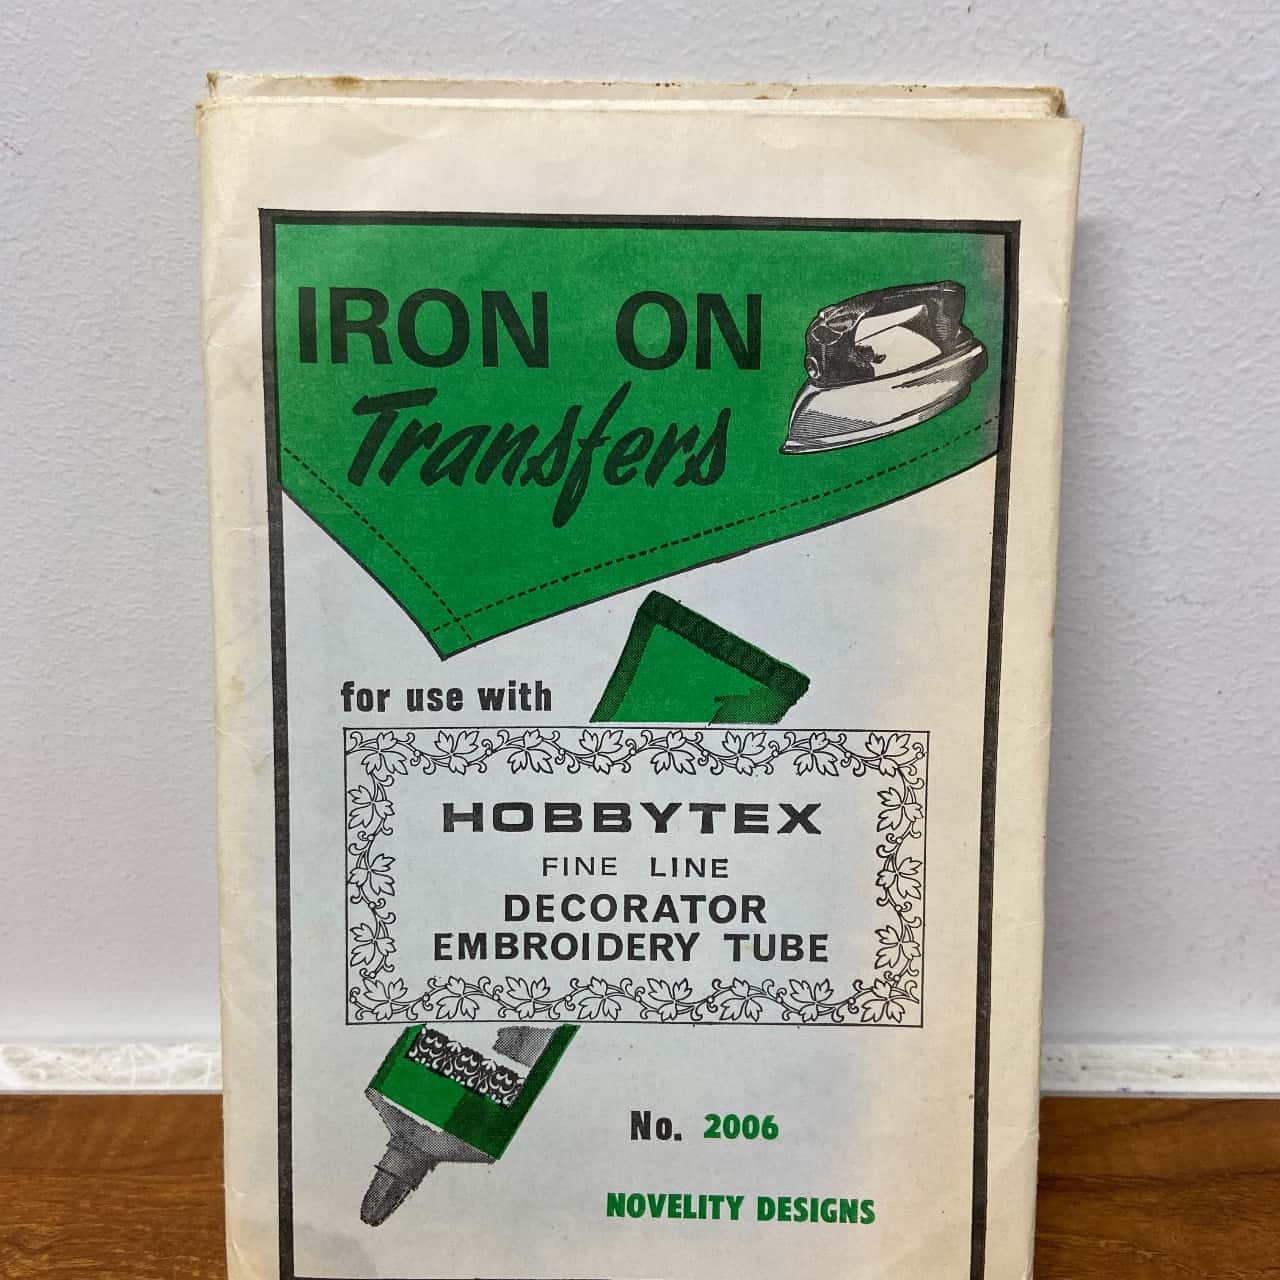 IRON ON
Transfers
for use with
HOBBYTEX
FINE LINE
DECORATOR
EMBROIDERY TUBE
No. 2006
NOVELITY DESIGNS